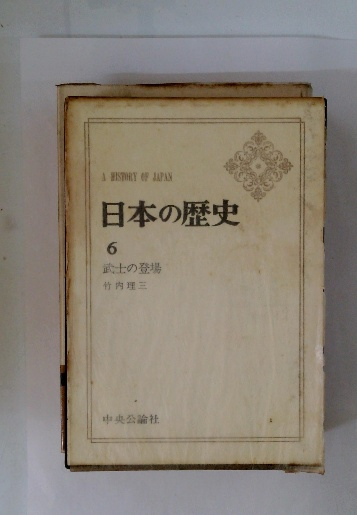 A HISTORY OF JAPAN
日本の歴史
6
武士の登場
竹内理三
中央公論社